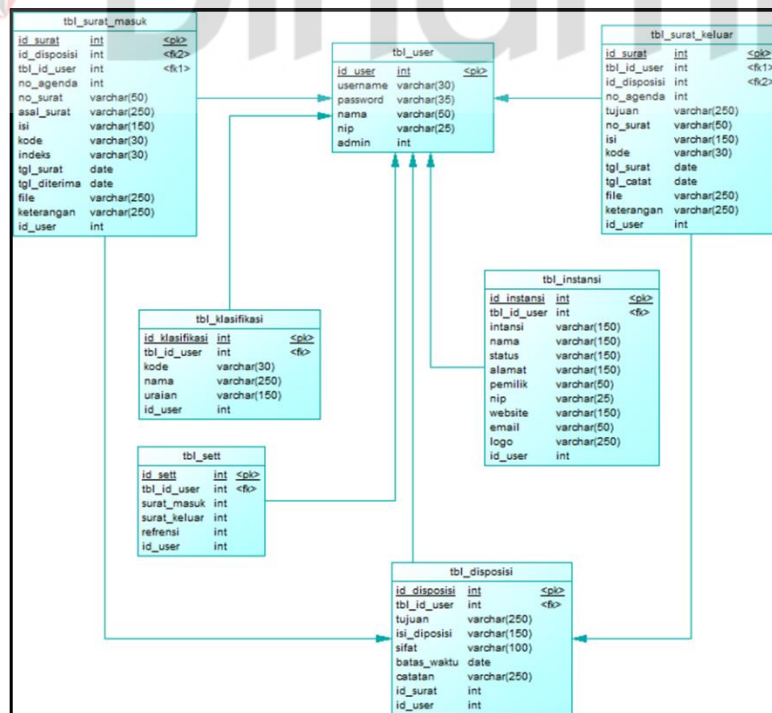 tbl_surat_masuk
id_surat int <pk>
id_disposisi int <fk2>
tbl_id_user int <fk1>
no_agenda int
no_surat varchar(50)
asal_surat varchar(250)
isi varchar(150)
kode varchar(30)
indeks varchar(30)
tgl_surat date
tgl_diterima date
file varchar(250)
keterangan varchar(250)
id_user int
tbl_user
id_user int <pk>
username varchar(30)
password varchar(35)
nama varchar(50)
nip varchar(25)
admin int
tbl_surat_keluar
id_surat int <pk>
tbl_id_user int <fk1>
id_disposisi int <fk2>
no_agenda int
tujuan varchar(250)
no_surat varchar(50)
isi varchar(150)
kode varchar(30)
tgl_surat date
tgl_catat date
file varchar(250)
keterangan varchar(250)
id_user int
tbl_klasifikasi
id_klasifikasi int <pk>
tbl_id_user int <fk>
kode varchar(30)
nama varchar(250)
uraian varchar(150)
id_user int
tbl_instansi
id_instansi int <pk>
tbl_id_user int <fk>
intansi varchar(150)
nama varchar(150)
status varchar(150)
alamat varchar(150)
pemilik varchar(50)
nip varchar(25)
website varchar(150)
email varchar(50)
logo varchar(250)
id_user int
tbl_sett
id_sett int <pk>
tbl_id_user int <fk>
surat_masuk int
surat_keluar int
refrensi int
id_user int
tbl_disposisi
id_disposisi int <pk>
tbl_id_user int <fk>
tujuan varchar(250)
isi_diposisi varchar(150)
sifat varchar(100)
batas_waktu date
catatan varchar(250)
id_surat int
id_user int